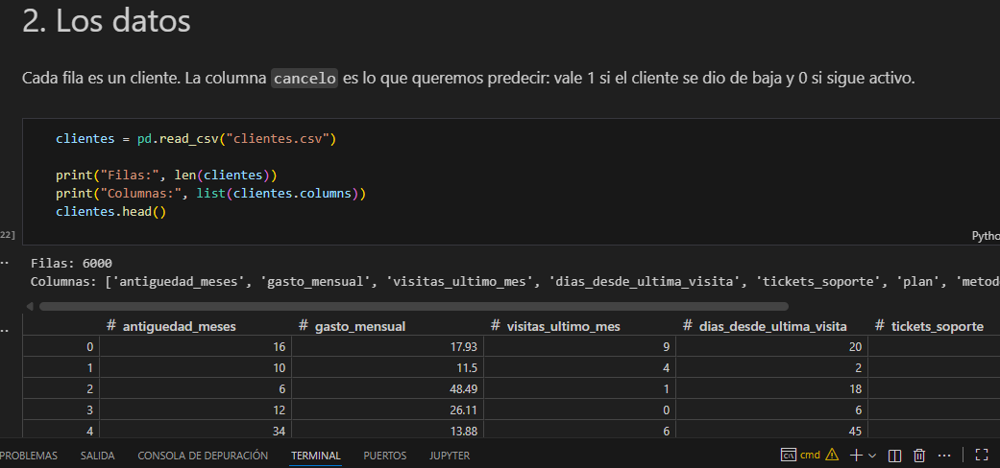 2. Los datos
Cada fila es un cliente. La columna cancelo es lo que queremos predecir: vale 1 si el cliente se dio de baja y 0 si sigue activo.
clientes = pd.read_csv("clientes.csv")
print("Filas:", len(clientes))
print("Columnas:", list(clientes.columns))
clientes.head()
22]
Pytho
Filas: 6000
Columnas: ['antiguedad_meses', 'gasto_mensual', 'visitas_ultimo_mes', 'dias_desde_ultima_visita', 'tickets_soporte', 'plan', 'metod
# antiguedad_meses # gasto_mensual # visitas_ultimo_mes # dias_desde_ultima_visita # tickets_soporte
0 16 17.93 9 20
1 10 11.5 4 2
2 6 48.49 1 18
3 12 26.11 0 6
4 34 13.88 6 45
PROBLEMAS SALIDA CONSOLA DE DEPURACIÓN TERMINAL PUERTOS JUPYTER cmd